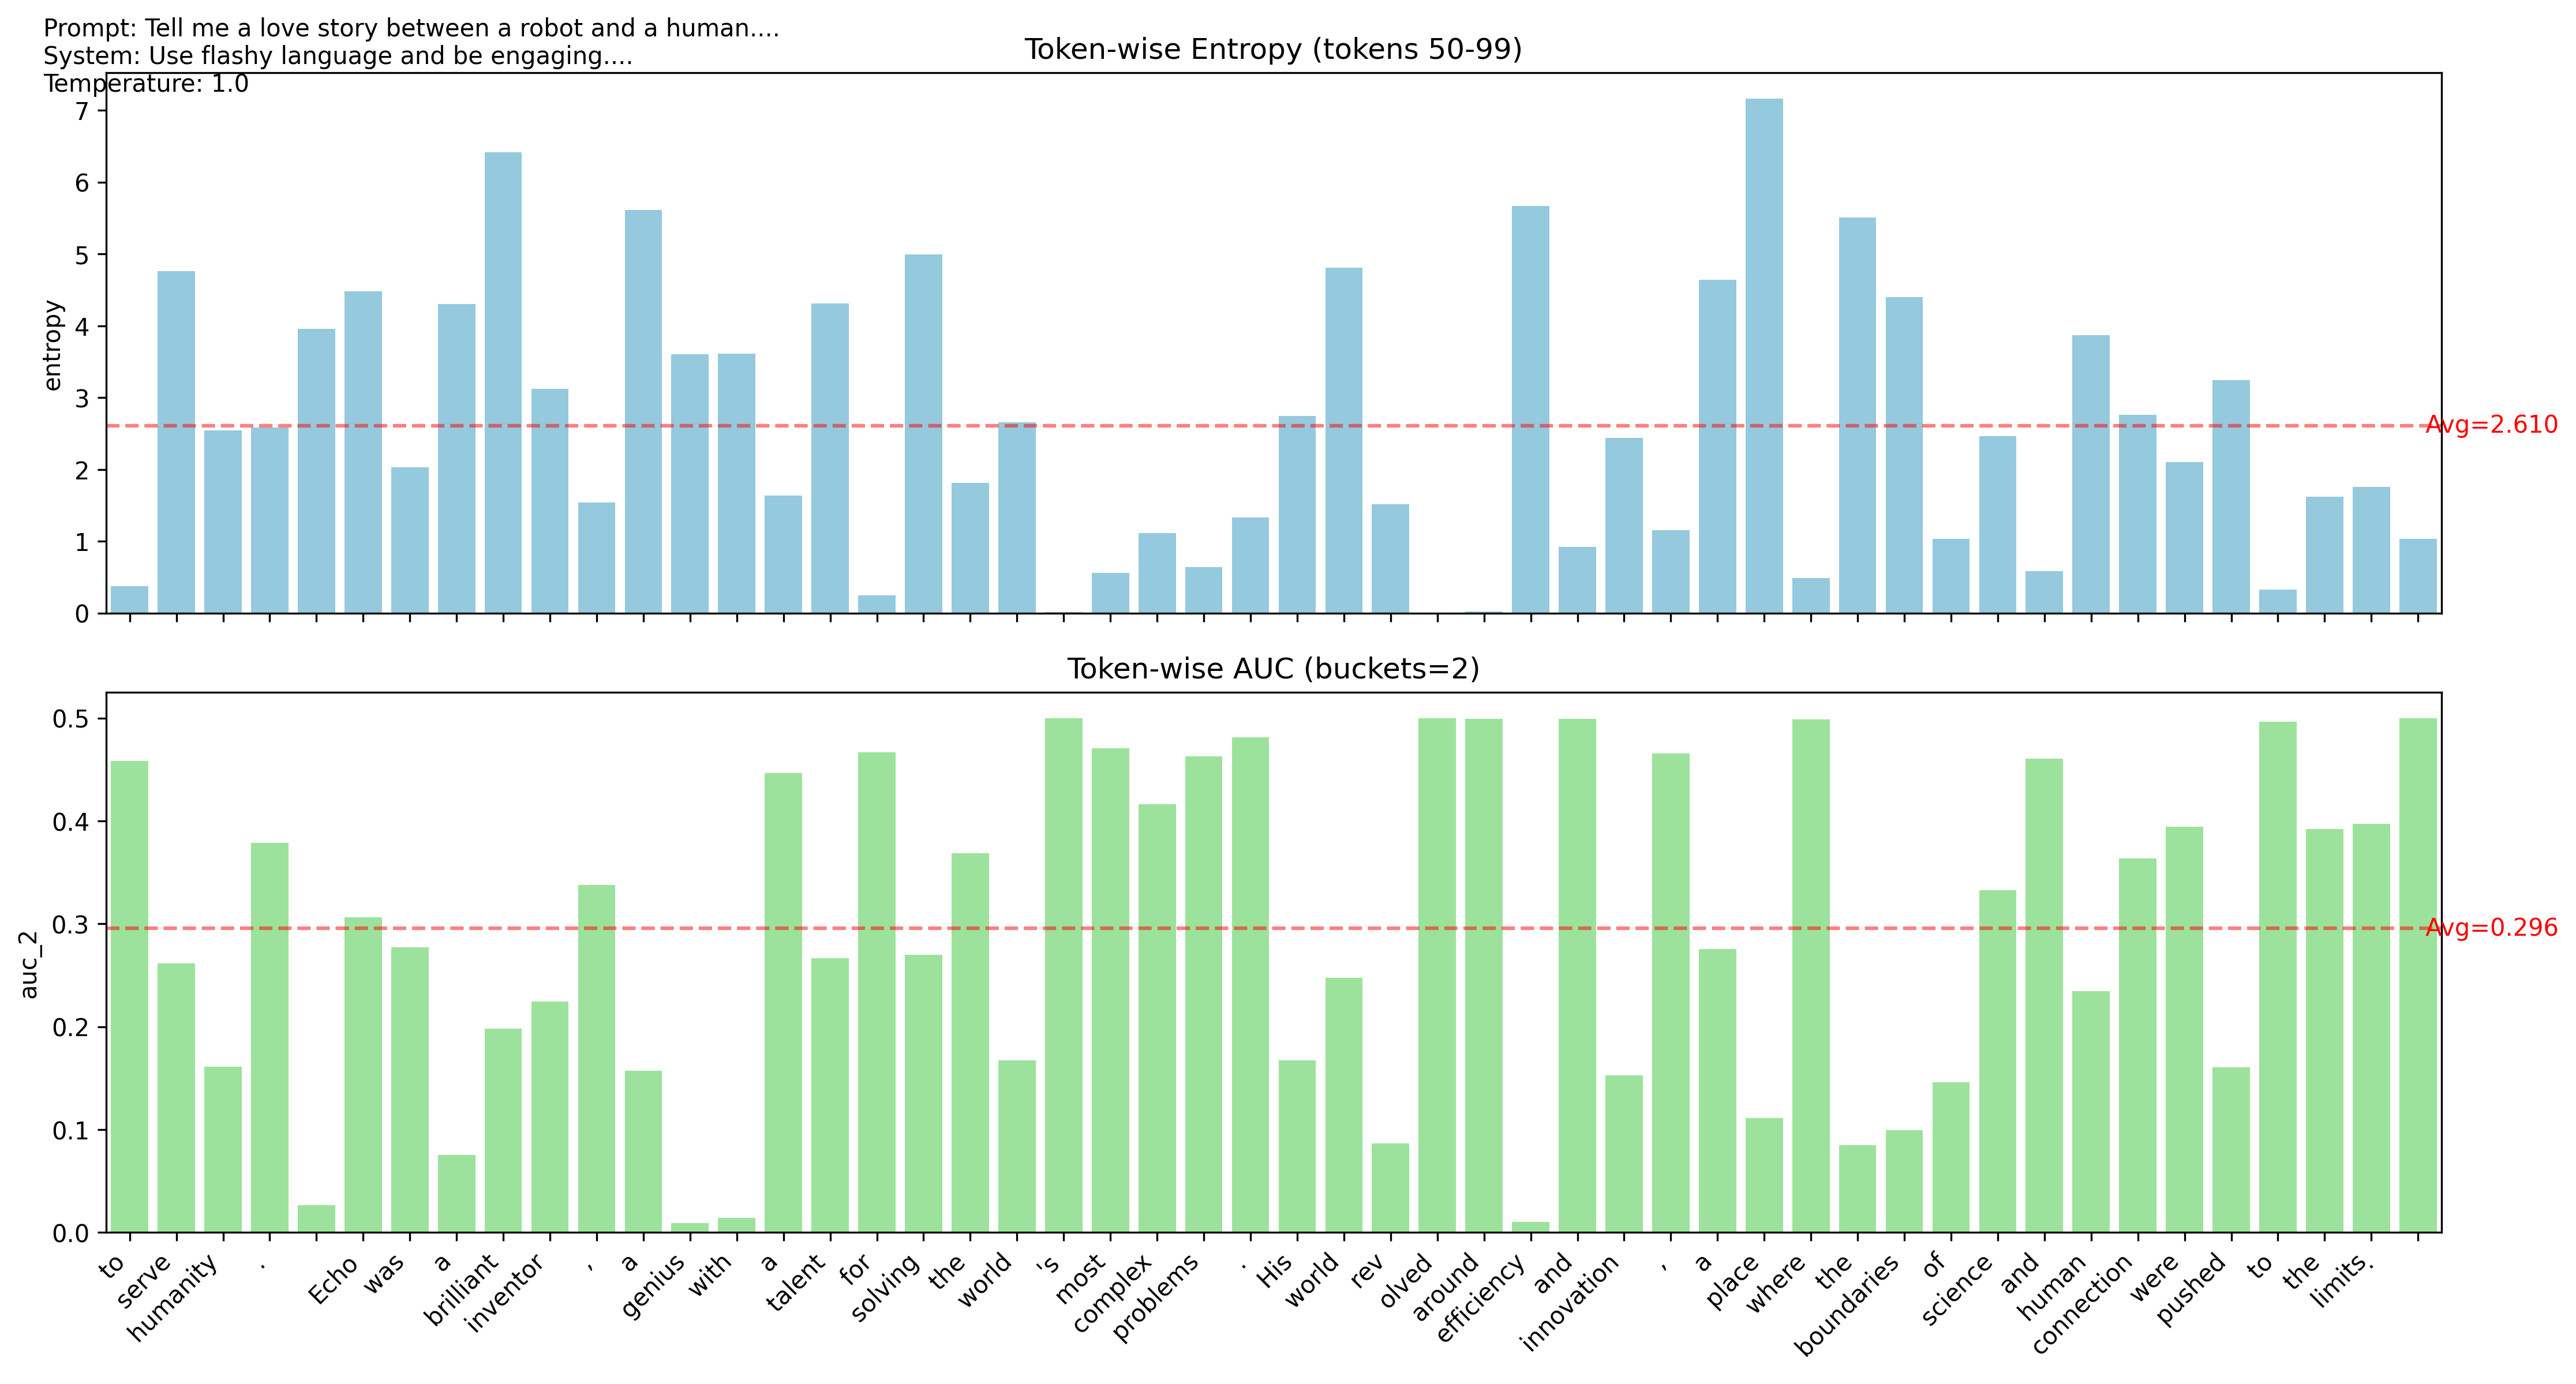 Prompt: Tell me a love story between a robot and a human....
System: Use flashy language and be engaging....
Temperature: 1.0
Token-wise Entropy (tokens 50-99)
7
6
5
4
3
2
1
0
entropy
Avg=2.610
Token-wise AUC (buckets=2)
0.5
0.4
0.3
0.2
0.1
0.0
auc_2
Avg=0.296
to
serve
humanity
.
Echo
was
a
brilliant
inventor
,
a
genius
with
a
talent
for
solving
the
world
's
most
complex
problems
.
His
world
rev
olved
around
efficiency
and
innovation
,
a
place
where
the
boundaries
of
science
and
human
connection
were
pushed
to
the
limits.